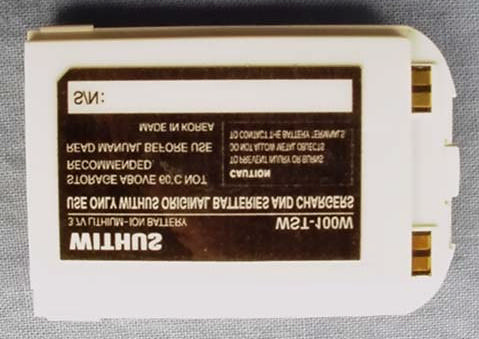 WITHUS
3.7V LITHIUM-ION BATTERY
WST-100W
USE ONLY WITHUS ORIGINAL BATTERIES AND CHARGERS
STORAGE ABOVE 60°C NOT
RECOMMENDED.
READ MANUAL BEFORE USE
MADE IN KOREA
CAUTION
TO PREVENT INJURY OR BURNS
DO NOT ALLOW METAL OBJECTS
TO CONTACT THE BATTERY TERMINALS
S/N: